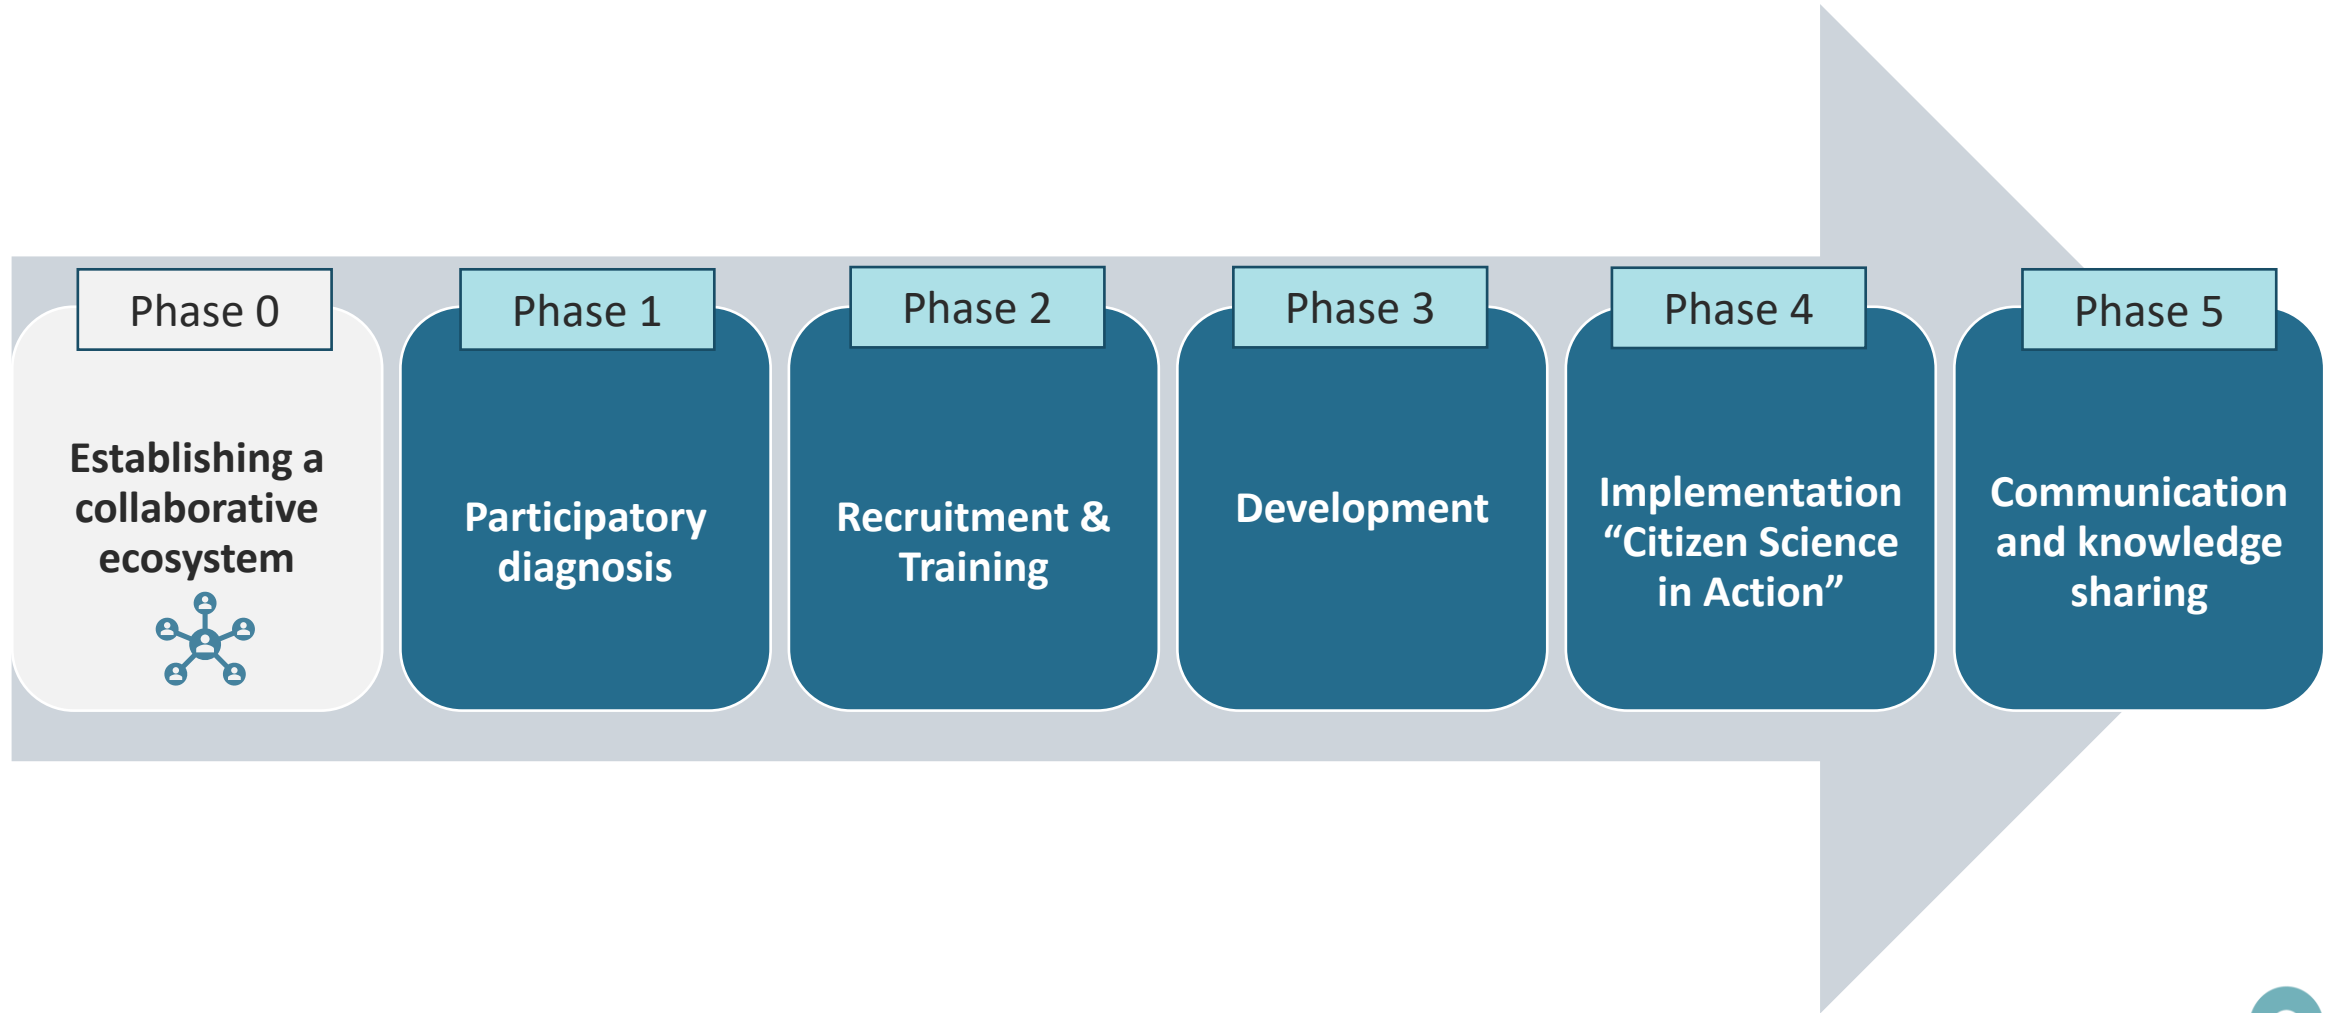 Phase 0
Establishing a
collaborative
ecosystem
Phase 1
Participatory
diagnosis
Phase 2
Recruitment &
Training
Phase 3
Development
Phase 4
Implementation
“Citizen Science
in Action”
Phase 5
Communication
and knowledge
sharing